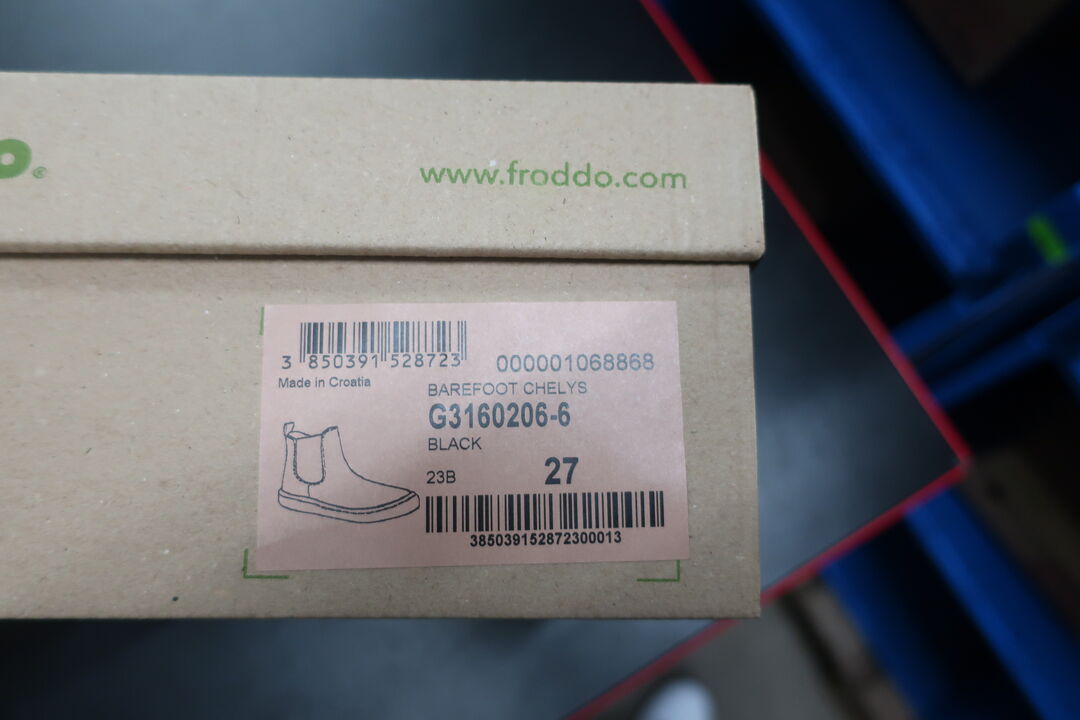 o®
www.froddo.com
3 850391 528723
000001068868
Made in Croatia
BAREFOOT CHELYS
G3160206-6
BLACK
23B
27
385039152872300013